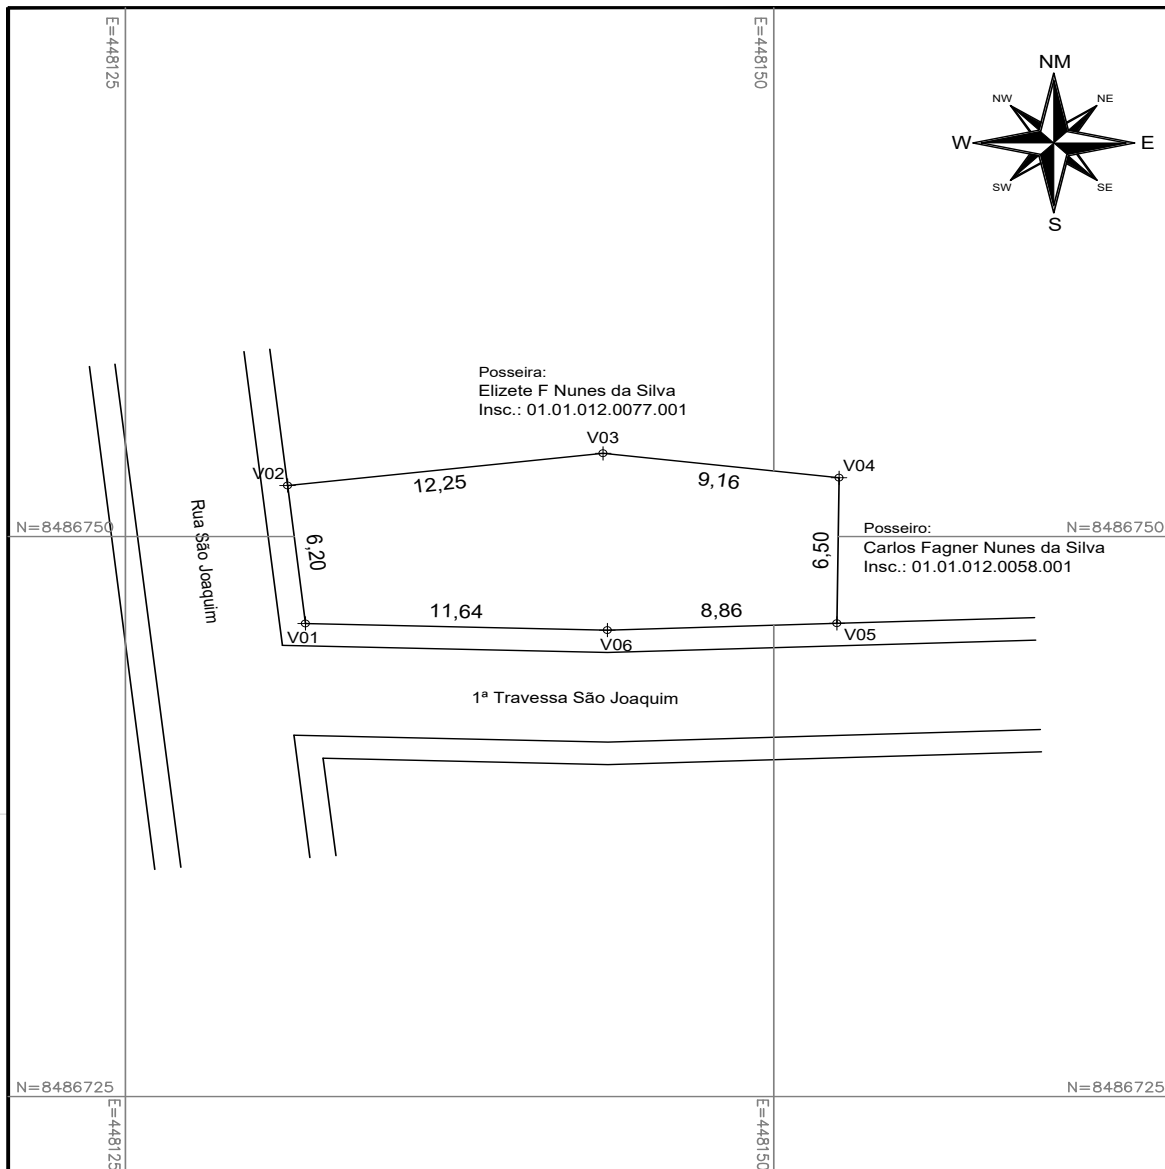 E=448125
E=448150
NM
NW
NE
W
E
SW
SE
S
Posseira:
Elizete F Nunes da Silva
Insc.: 01.01.012.0077.001
V03
V02
V04
12,25
9,16
Rua São Joaquim
N=8486750
N=8486750
Posseiro:
Carlos Fagner Nunes da Silva
Insc.: 01.01.012.0058.001
6,20
6,50
11,64
8,86
V01
V06
V05
1ª Travessa São Joaquim
N=8486725
N=8486725
E=448125
E=448150